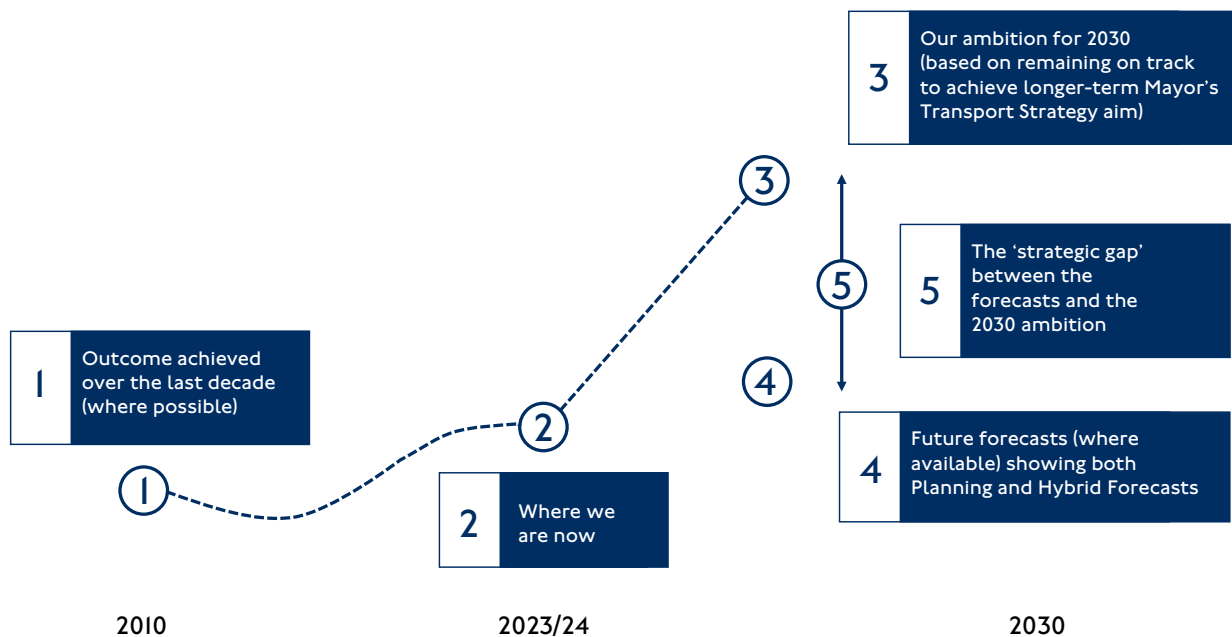 3
Our ambition for 2030
(based on remaining on track
to achieve longer-term Mayor’s
Transport Strategy aim)
3
5
5
The ‘strategic gap’
between the
forecasts and the
2030 ambition
1
Outcome achieved
over the last decade
(where possible)
4
2
1
4
Future forecasts (where
available) showing both
Planning and Hybrid Forecasts
2
Where we
are now
2010
2023/24
2030